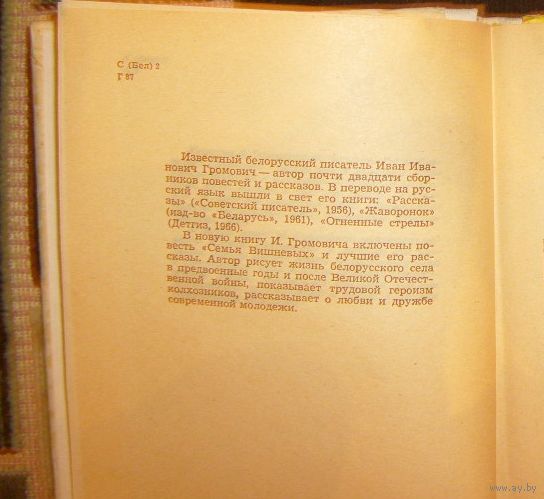 С (Бел) 2
Г 87
Известный белорусский писатель Иван Ива-
нович Громович — автор почти двадцати сбор-
ников повестей и рассказов. В переводе на рус-
ский язык вышли в свет его книги: «Расска-
зы» («Советский писатель», 1956), «Жаворонок»
(изд-во «Беларусь», 1961), «Огненные стрелы»
(Детгиз, 1966).
В новую книгу И. Громовича включены по-
весть «Семья Вишневых» и лучшие его рас-
сказы. Автор рисует жизнь белорусского села
в предвоенные годы и после Великой Отечест-
венной войны, показывает трудовой героизм
колхозников, рассказывает о любви и дружбе
современной молодежи.
www.ay.by